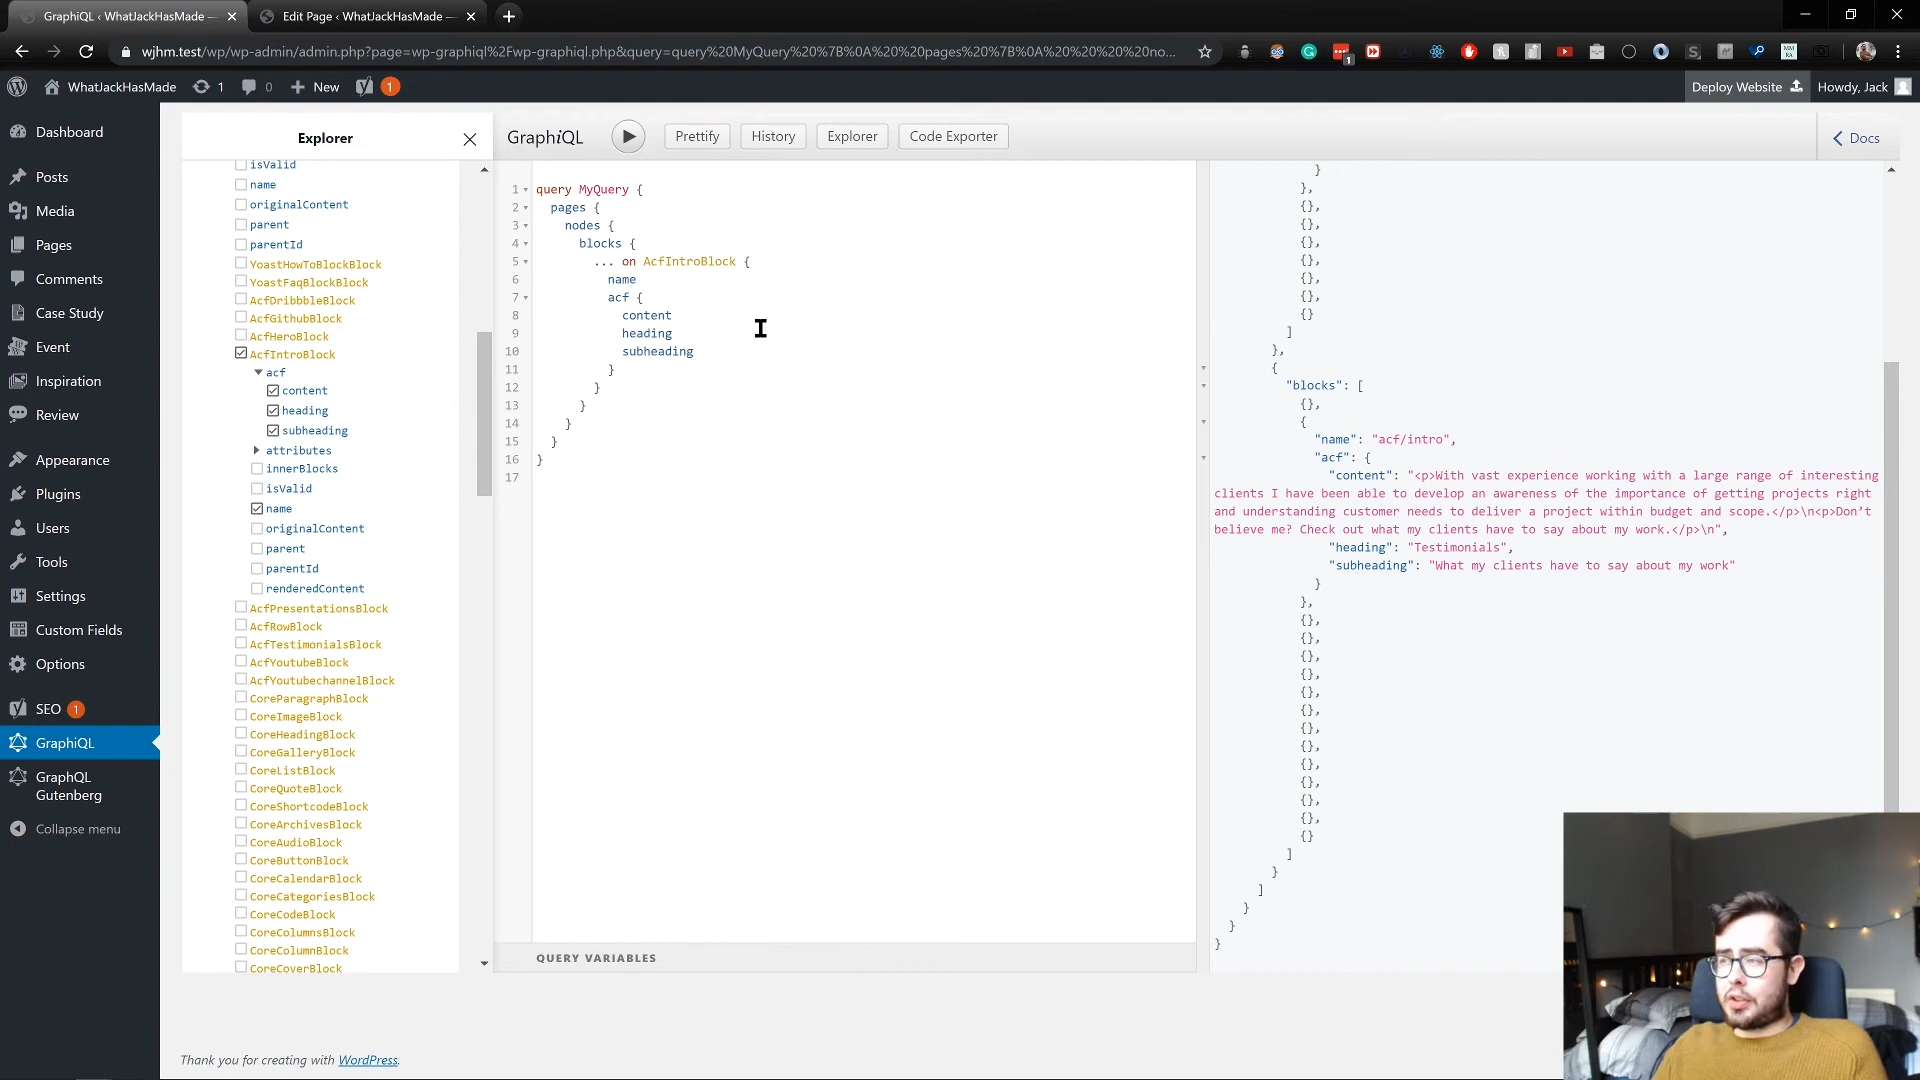 GraphiQL ‹ WhatJackHasMade —
Edit Page ‹ WhatJackHasMade —
wjhm.test/wp/wp-admin/admin.php?page=wp-graphiql%2Fwp-graphiql.php&query=query%20MyQuery%20%7B%0A%20%20pages%20%7B%0A%20%20%20%20no...
WhatJackHasMade
1
0
New
1
Deploy Website
Howdy, Jack
Dashboard
Posts
Media
Pages
Comments
Case Study
Event
Inspiration
Review
Appearance
Plugins
Users
Tools
Settings
Custom Fields
Options
SEO 1
GraphiQL
GraphQL
Gutenberg
Collapse menu
Explorer
isValid
name
originalContent
parent
parentId
YoastHowToBlockBlock
YoastFaqBlockBlock
AcfDribbbleBlock
AcfGithubBlock
AcfHeroBlock
AcfIntroBlock
acf
content
heading
subheading
attributes
innerBlocks
isValid
name
originalContent
parent
parentId
renderedContent
AcfPresentationsBlock
AcfRowBlock
AcfTestimonialsBlock
AcfYoutubeBlock
AcfYoutubechannelBlock
CoreParagraphBlock
CoreImageBlock
CoreHeadingBlock
CoreGalleryBlock
CoreListBlock
CoreQuoteBlock
CoreShortcodeBlock
CoreArchivesBlock
CoreAudioBlock
CoreButtonBlock
CoreCalendarBlock
CoreCategoriesBlock
CoreCodeBlock
CoreColumnsBlock
CoreColumnBlock
CoreCoverBlock
GraphiQL
Prettify
History
Explorer
Code Exporter
Docs
1 query MyQuery {
2 pages {
3 nodes {
4 blocks {
5 ... on AcfIntroBlock {
6 name
7 acf {
8 content
9 heading
10 subheading
11 }
12 }
13 }
14 }
15 }
16 }
17
QUERY VARIABLES
}
},
{},
{},
{},
{},
{},
{},
{}
]
},
{
"blocks": [
{},
{
"name": "acf/intro",
"acf": {
"content": "<p>With vast experience working with a large range of interesting
clients I have been able to develop an awareness of the importance of getting projects right
and understanding customer needs to deliver a project within budget and scope.</p>\n<p>Don’t
believe me? Check out what my clients have to say about my work.</p>\n",
"heading": "Testimonials",
"subheading": "What my clients have to say about my work"
}
},
{},
{},
{},
{},
{},
{},
{},
{},
{},
{},
{},
{},
{}
]
}
]
}
}
}
Thank you for creating with WordPress.